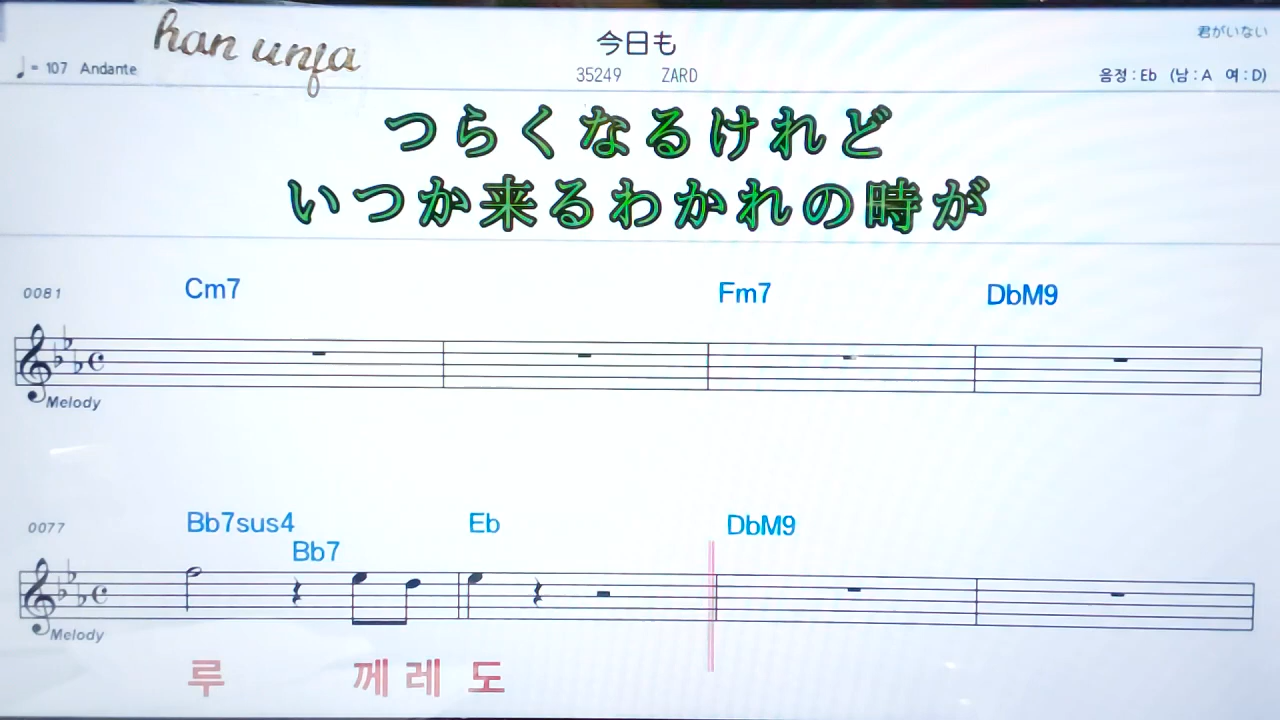 han unja
今日も
君がいない
♩= 107 Andante
35249 ZARD
음정 : Eb (남 : A 여 : D)
つらくなるけれど
いつか来るわかれの時が
0081
Cm7 Fm7 DbM9
Melody
0077
Bb7sus4 Eb DbM9
Bb7
Melody
루 께 레 도